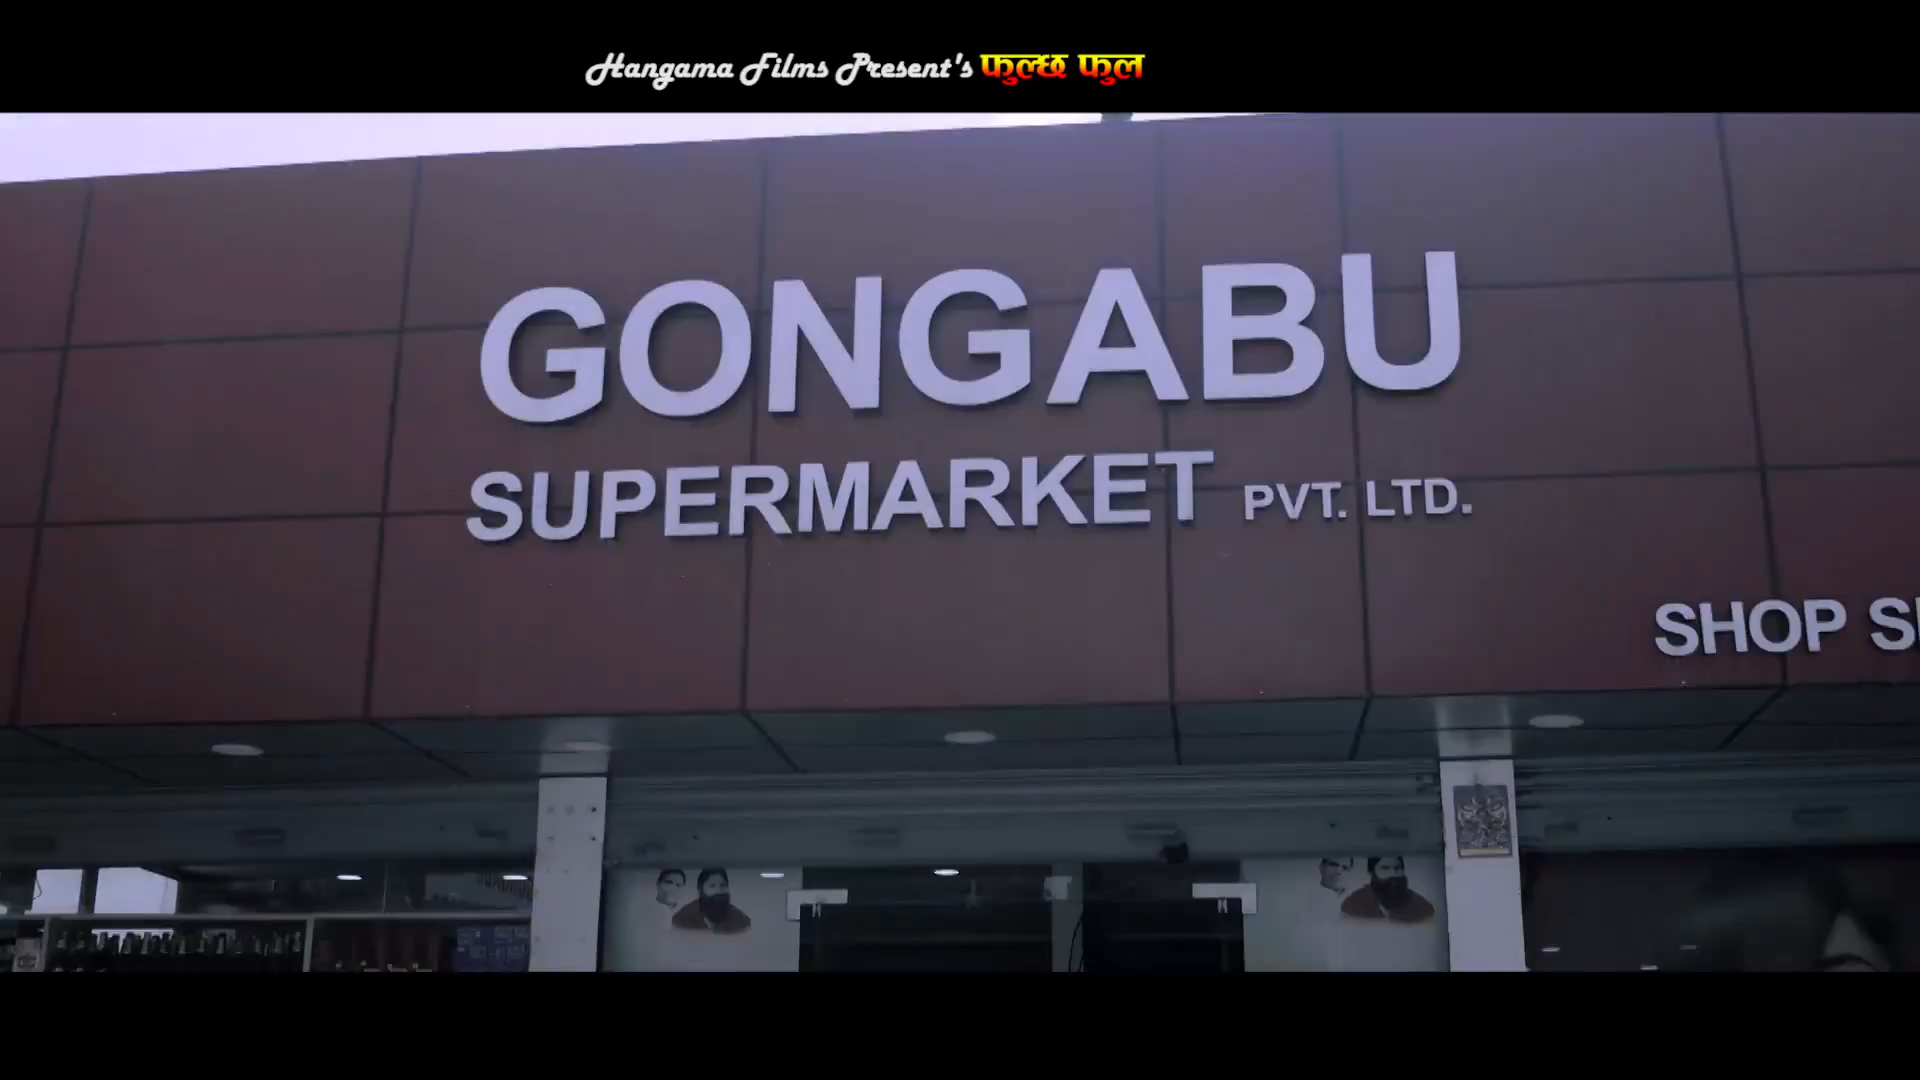 Hangama Films Present's फुल्छ फुल
GONGABU
SUPERMARKET PVT. LTD.
SHOP